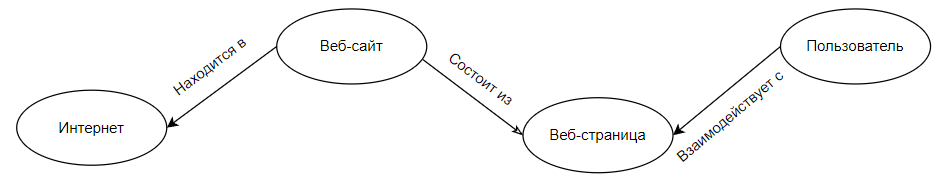 Веб-сайт
Пользователь
Находится в
Состоит из
Взаимодействует с
Интернет
Веб-страница